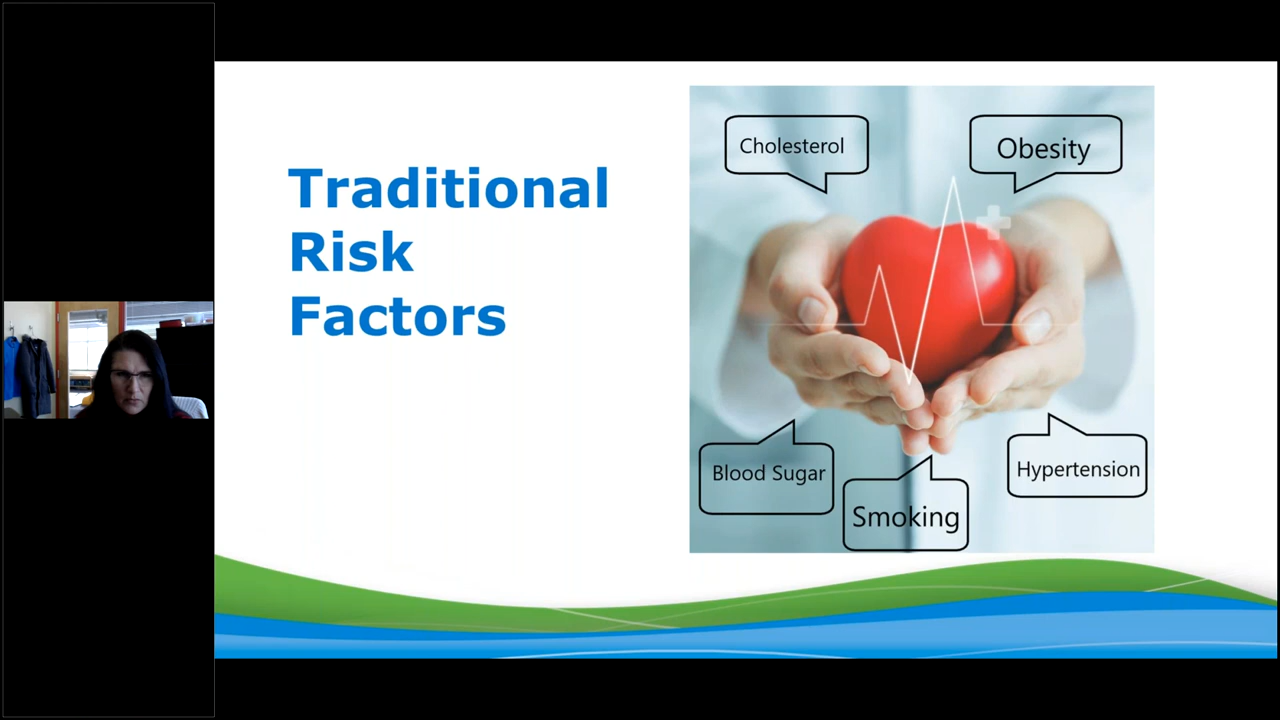 Traditional
Risk
Factors
Cholesterol
Obesity
Blood Sugar
Smoking
Hypertension